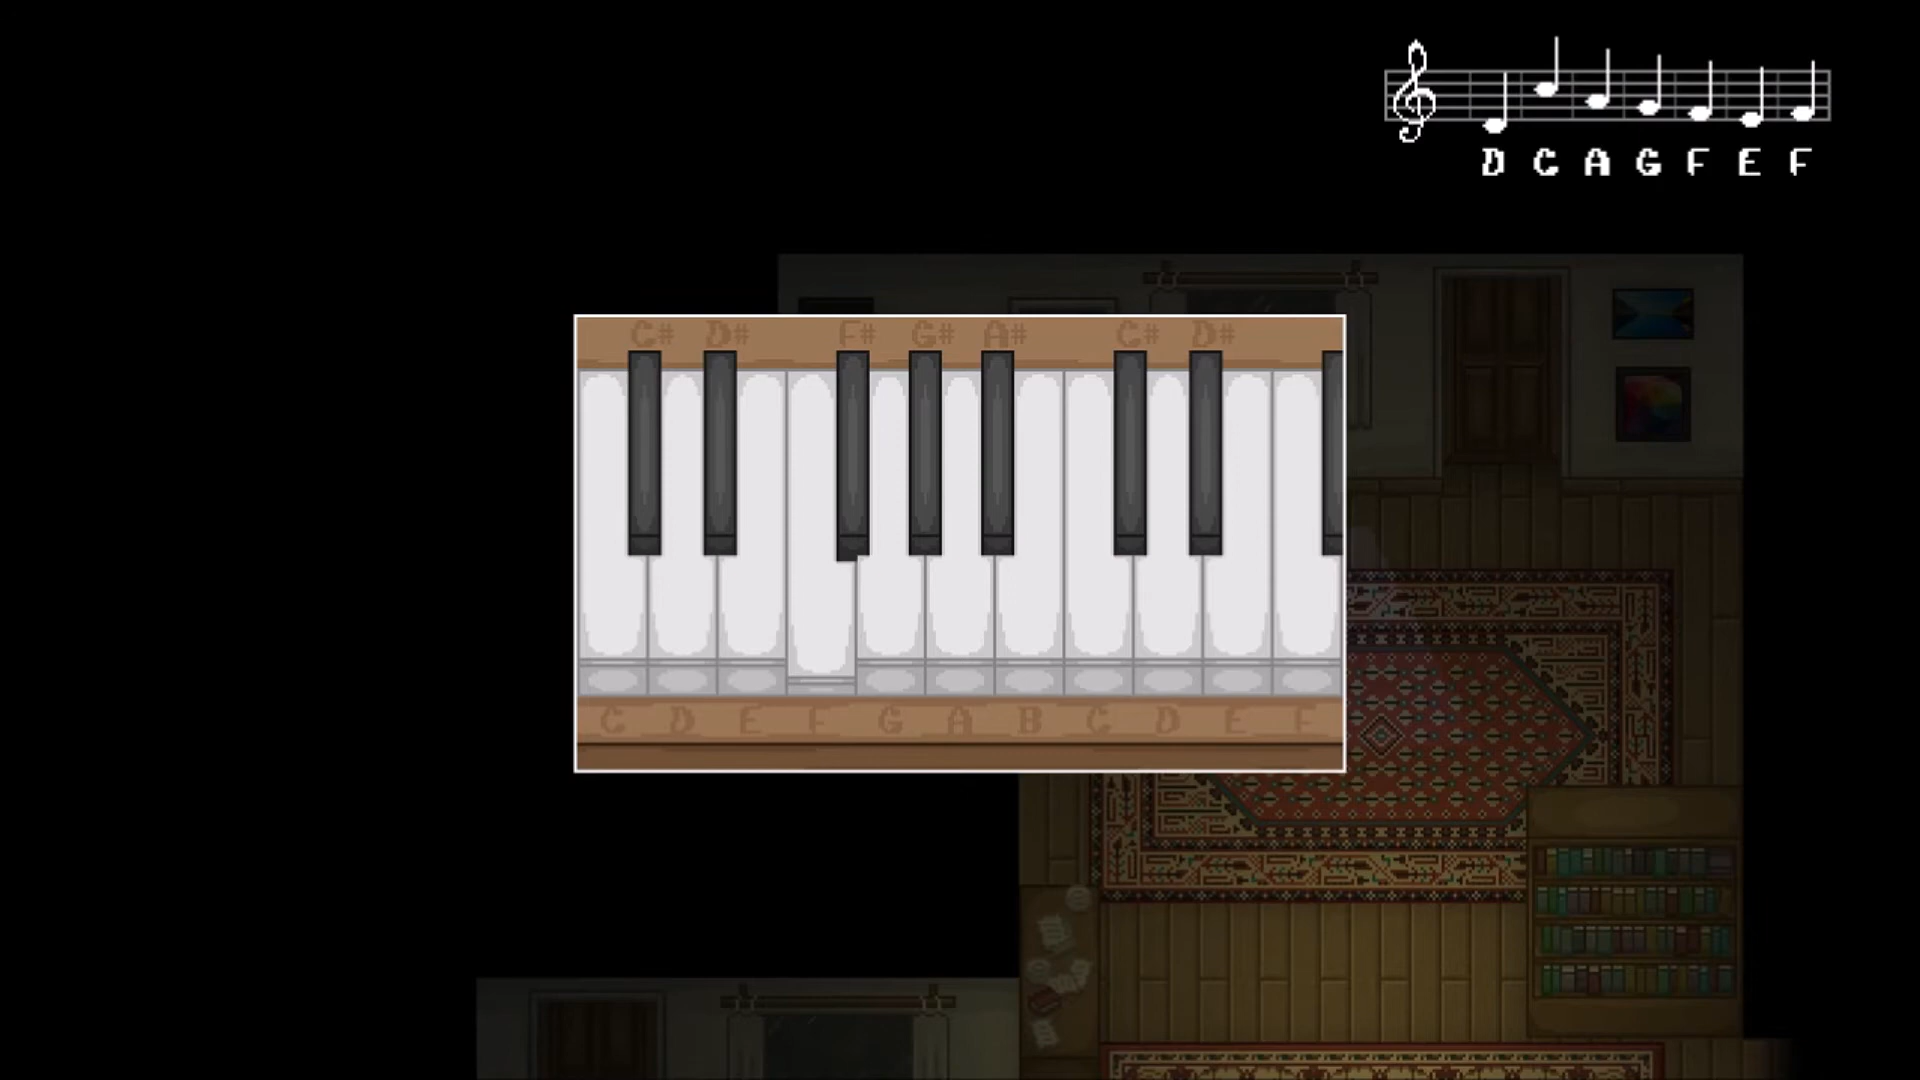 D C A G F E F
C# D# F# G# A# C# D#
C D E F G A B C D E F